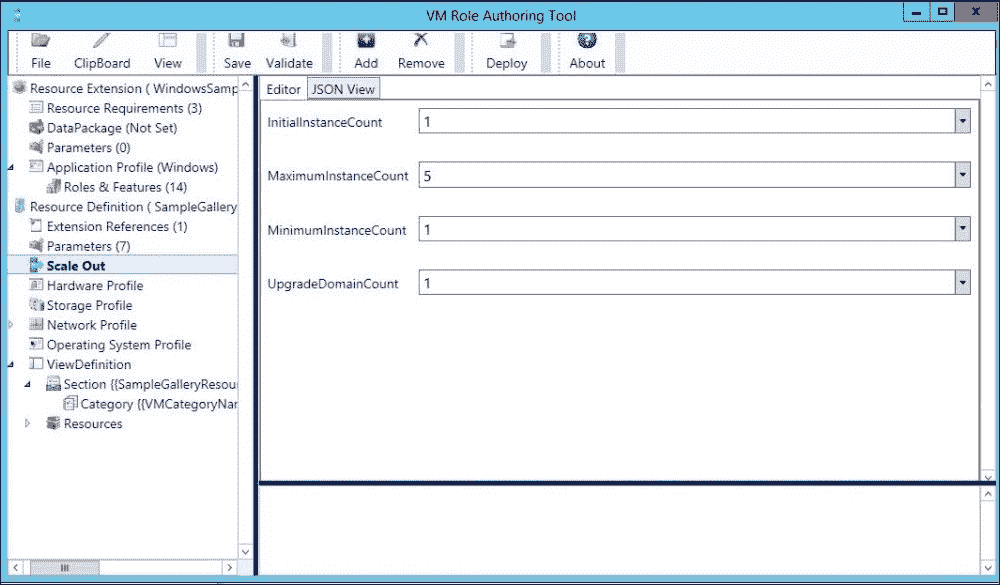 VM Role Authoring Tool
File ClipBoard View Save Validate Add Remove Deploy About
Resource Extension ( WindowsSamp
Resource Requirements (3)
DataPackage (Not Set)
Parameters (0)
Application Profile (Windows)
Roles & Features (14)
Resource Definition ( SampleGallery
Extension References (1)
Parameters (7)
Scale Out
Hardware Profile
Storage Profile
Network Profile
Operating System Profile
ViewDefinition
Section {{SampleGalleryResou
Category {{VMCategoryNar
Resources
Editor JSON View
InitialInstanceCount 1
MaximumInstanceCount 5
MinimumInstanceCount 1
UpgradeDomainCount 1